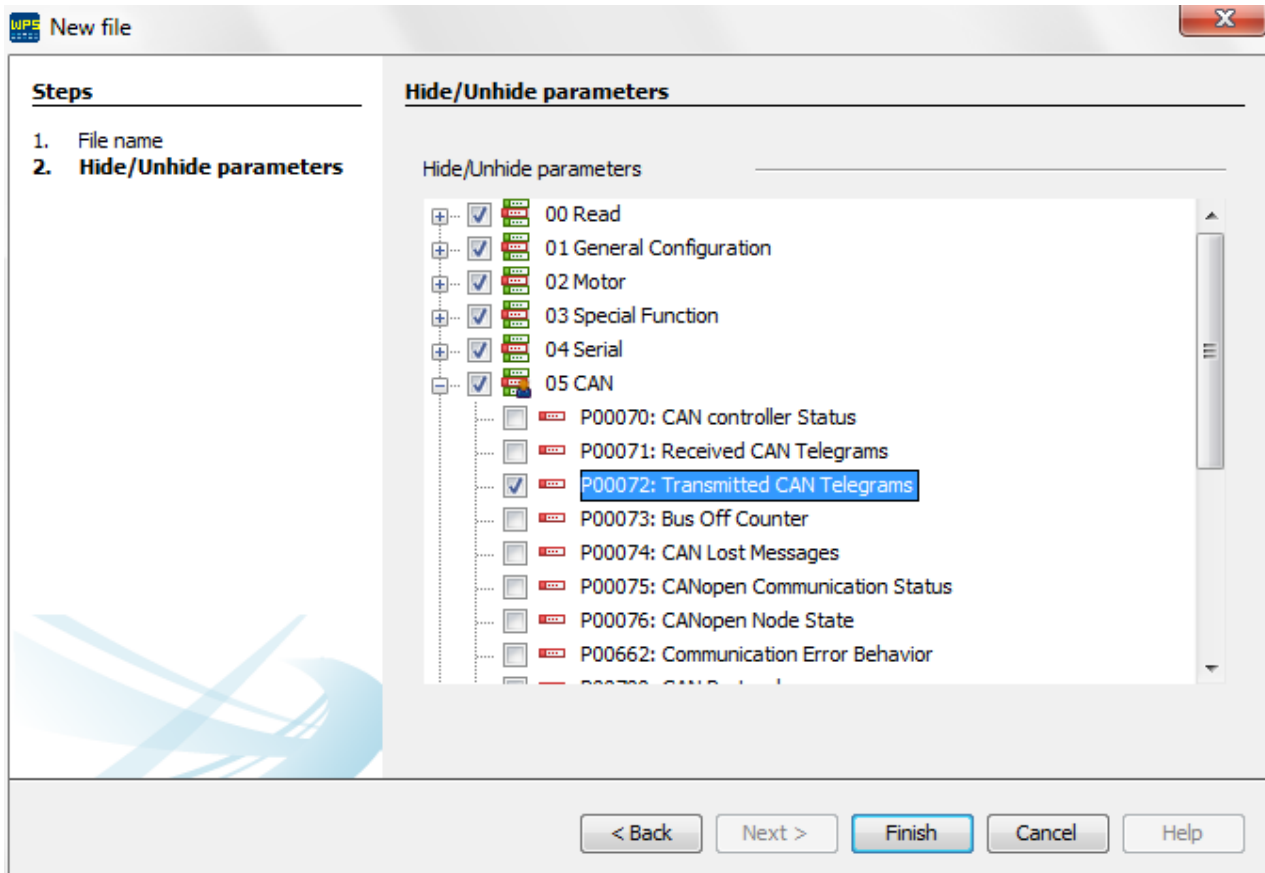 WPS New file
Steps
1. File name
2. Hide/Unhide parameters
Hide/Unhide parameters
Hide/Unhide parameters
00 Read
01 General Configuration
02 Motor
03 Special Function
04 Serial
05 CAN
P00070: CAN controller Status
P00071: Received CAN Telegrams
P00072: Transmitted CAN Telegrams
P00073: Bus Off Counter
P00074: CAN Lost Messages
P00075: CANopen Communication Status
P00076: CANopen Node State
P00662: Communication Error Behavior
< Back Next > Finish Cancel Help